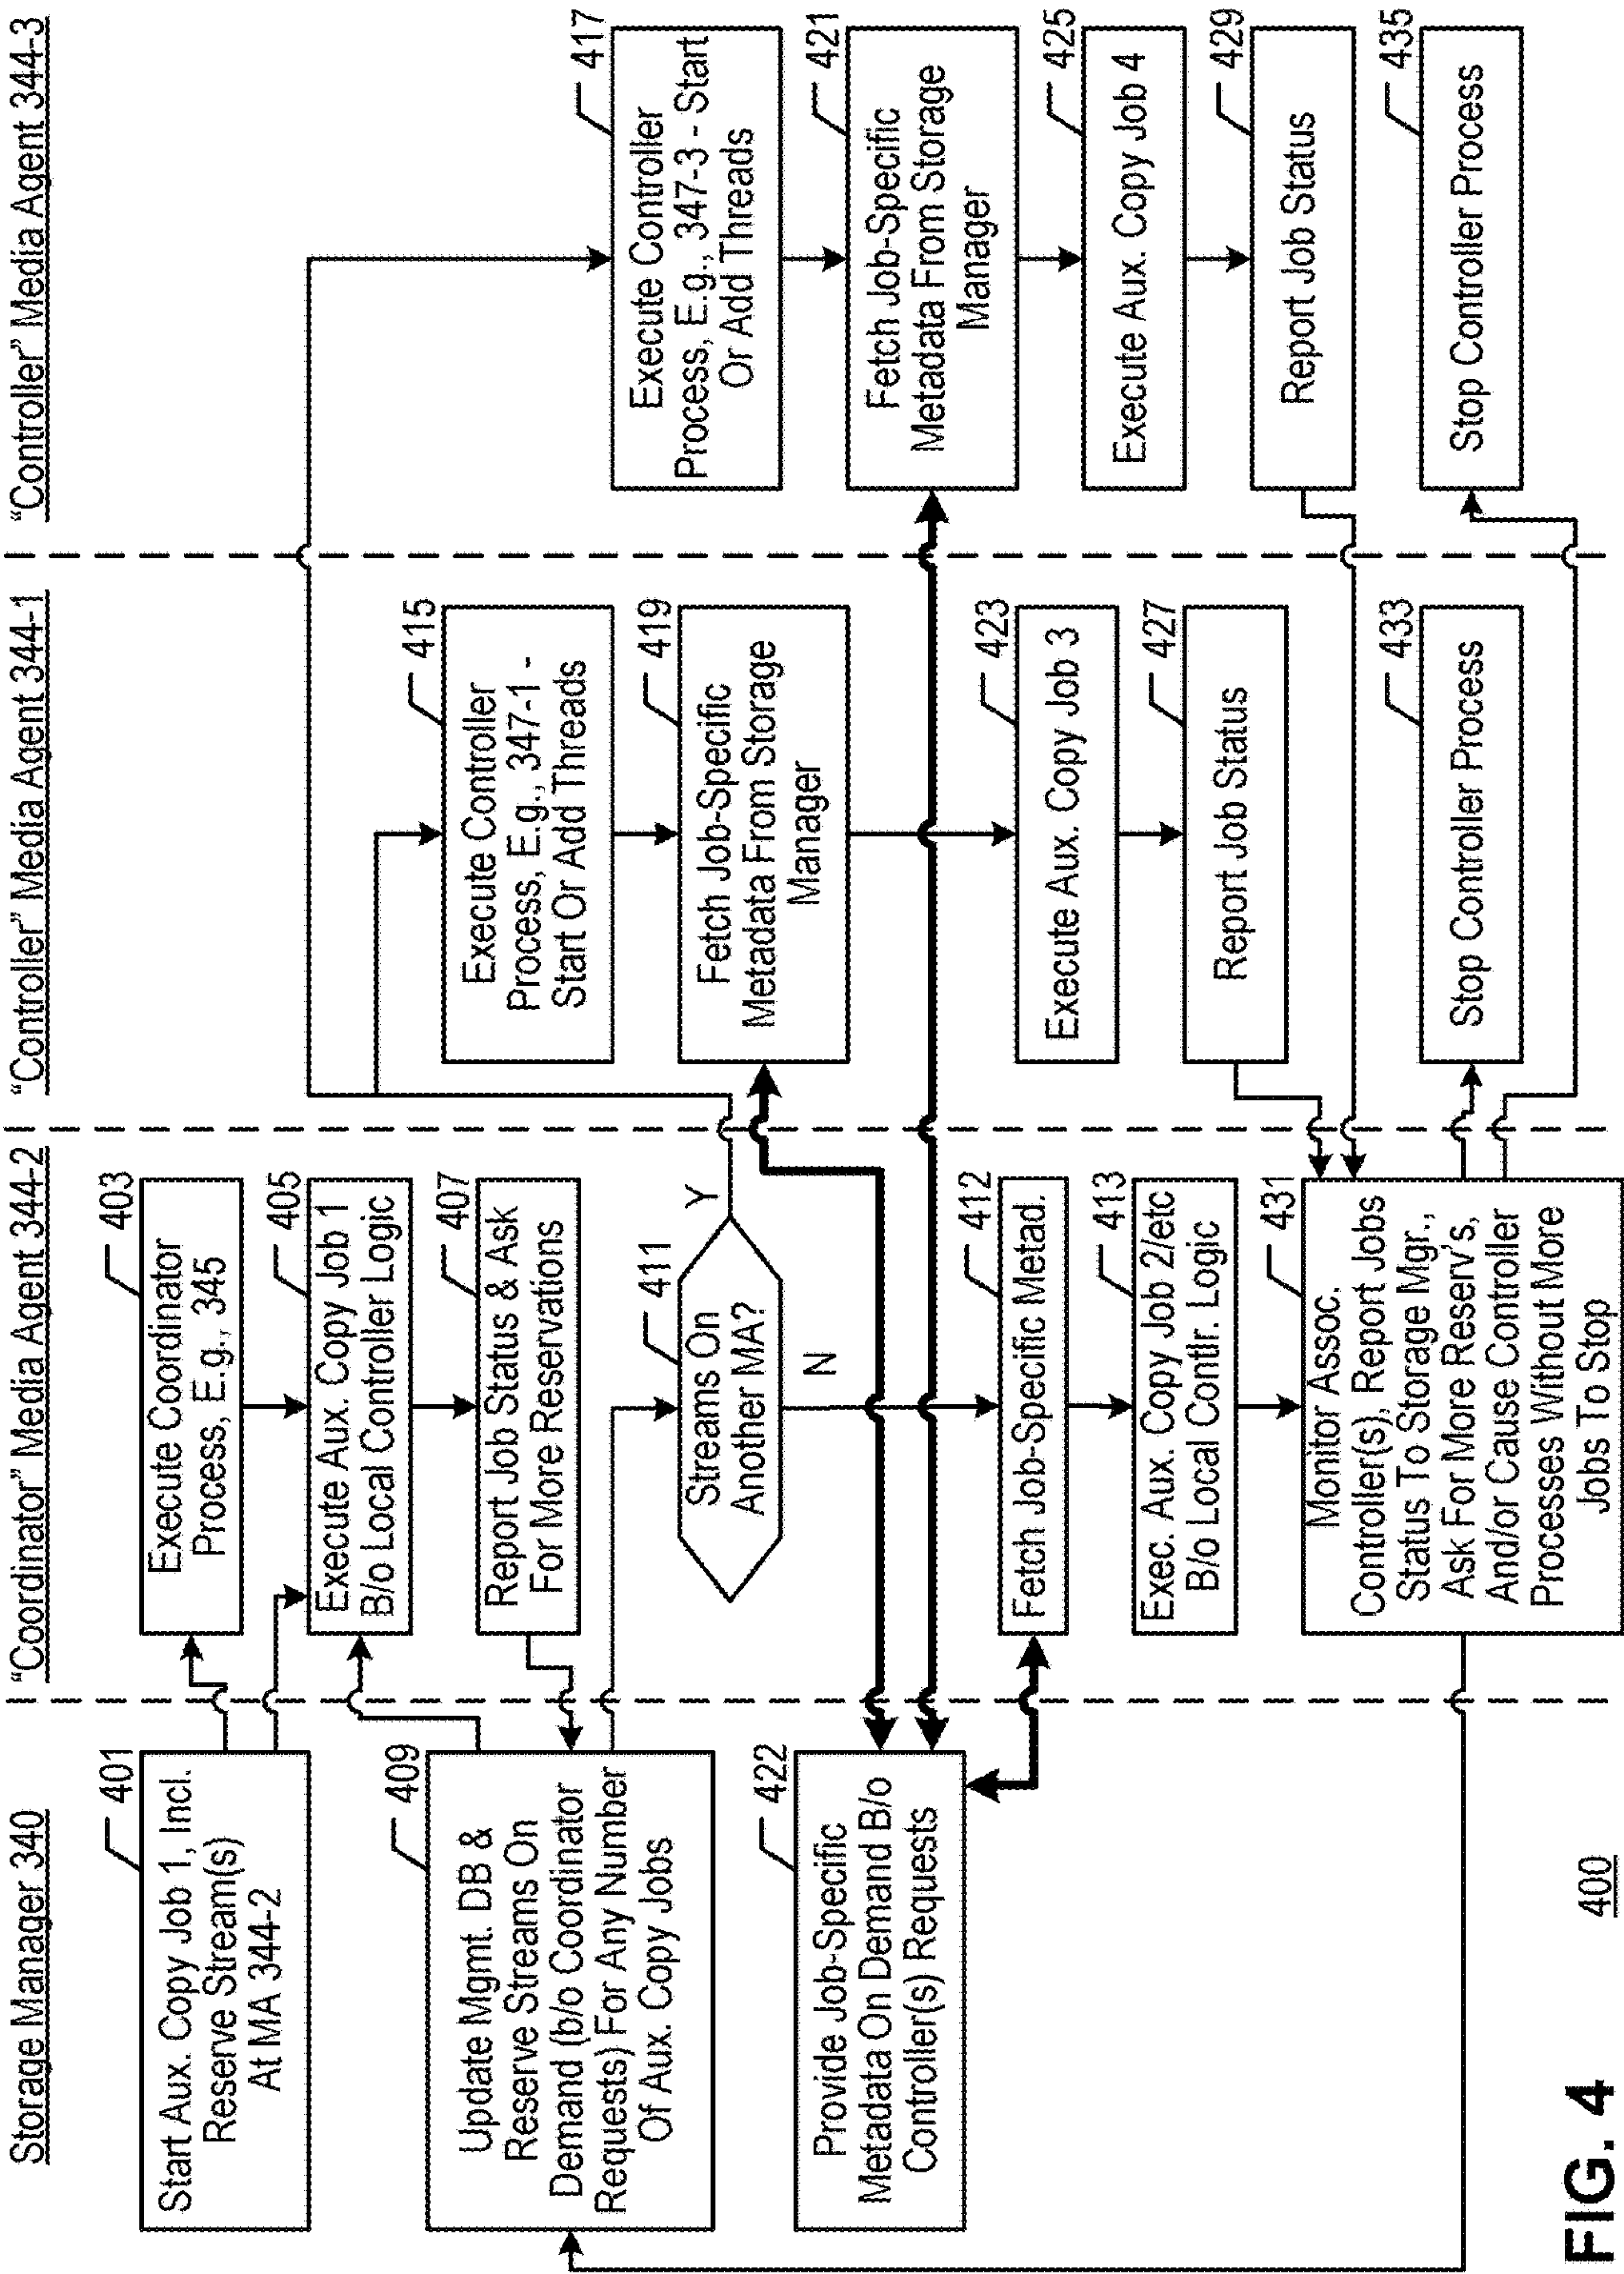 Storage Manager 340
401
Start Aux. Copy Job 1, Incl.
Reserve Stream(s)
At MA 344-2
409
Update Mgmt. DB &
Reserve Streams On
Demand (b/o Coordinator
Requests) For Any Number
Of Aux. Copy Jobs
422
Provide Job-Specific
Metadata On Demand B/o
Controller(s) Requests
"Coordinator" Media Agent 344-2
403
Execute Coordinator
Process, E.g., 345
405
Execute Aux. Copy Job 1
B/o Local Controller Logic
407
Report Job Status & Ask
For More Reservations
411
Streams On
Another MA?
Y
N
412
Fetch Job-Specific Metad.
413
Exec. Aux. Copy Job 2/etc
B/o Local Contlr. Logic
431
Monitor Assoc.
Controller(s), Report Jobs
Status To Storage Mgr.,
Ask For More Reserv's,
And/or Cause Controller
Processes Without More
Jobs To Stop
"Controller" Media Agent 344-1
415
Execute Controller
Process, E.g., 347-1 -
Start Or Add Threads
419
Fetch Job-Specific
Metadata From Storage
Manager
423
Execute Aux. Copy Job 3
427
Report Job Status
433
Stop Controller Process
"Controller" Media Agent 344-3
417
Execute Controller
Process, E.g., 347-3 - Start
Or Add Threads
421
Fetch Job-Specific
Metadata From Storage
Manager
425
Execute Aux. Copy Job 4
429
Report Job Status
435
Stop Controller Process
FIG. 4
400